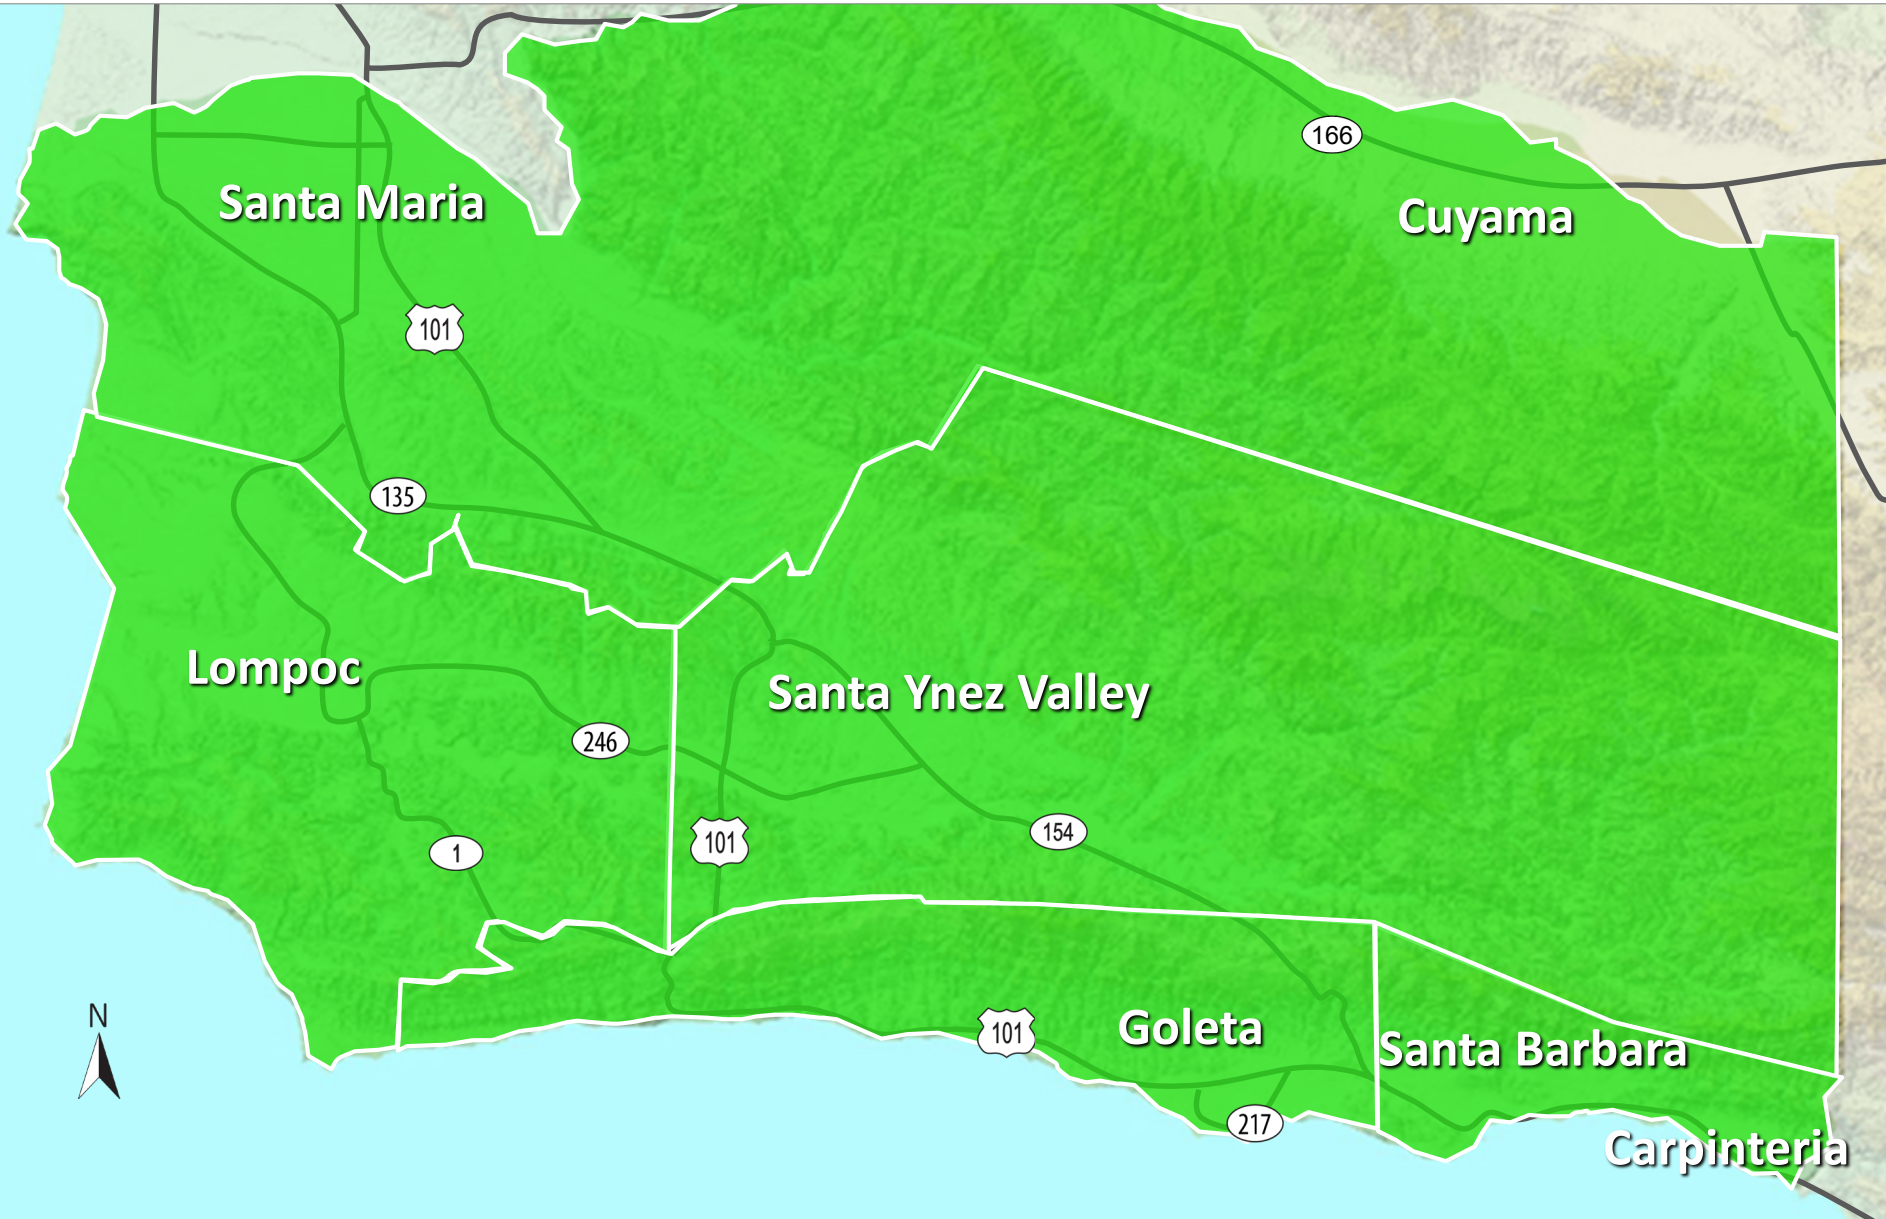 166
Santa Maria
Cuyama
101
135
Lompoc
Santa Ynez Valley
246
154
101
1
N
Goleta
101
Santa Barbara
217
Carpinteria